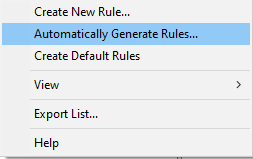 Create New Rule...
Automatically Generate Rules...
Create Default Rules
View
Export List...
Help